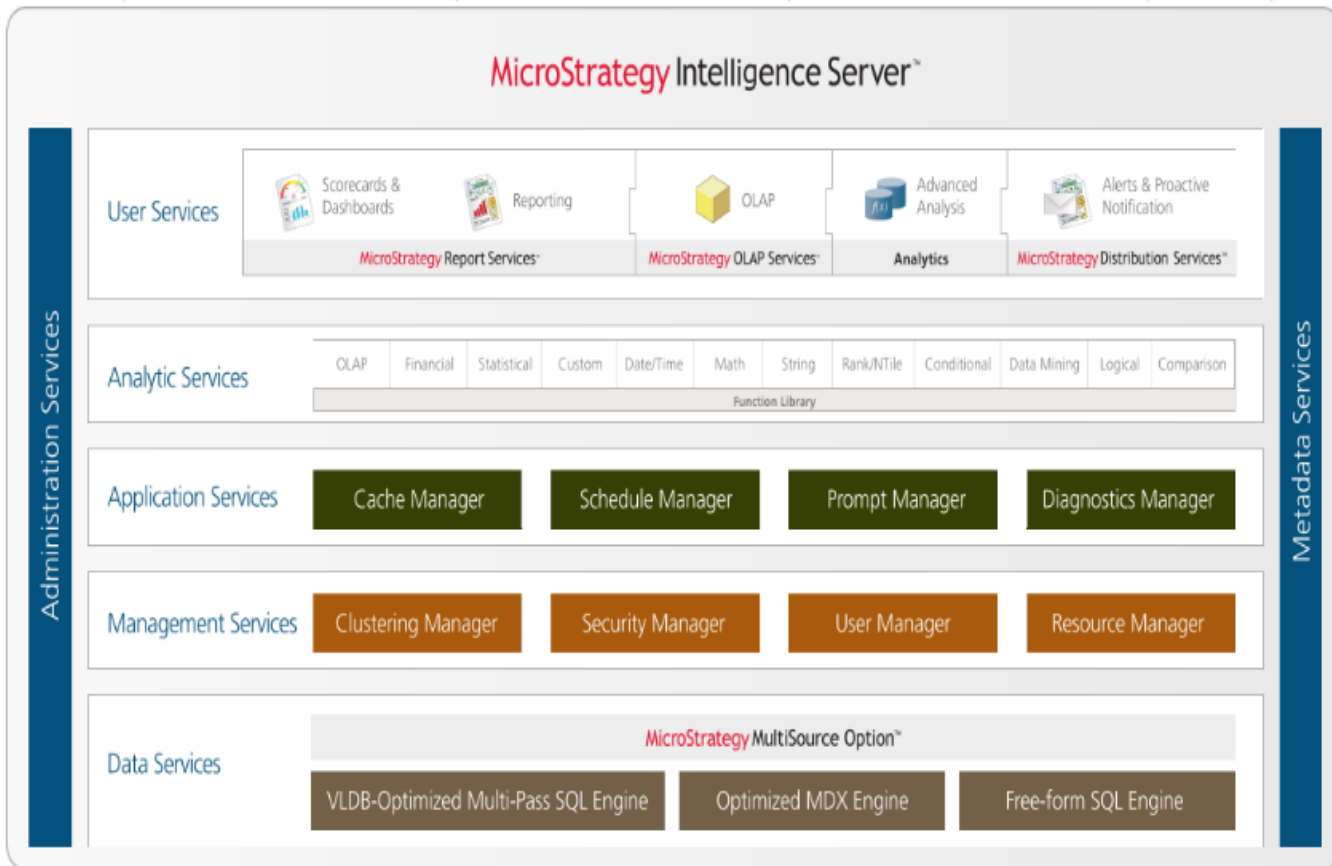 MicroStrategy Intelligence Server™
Administration Services
Metadata Services
User Services
Scorecards &
Dashboards
Reporting
OLAP
Advanced
Analysis
Alerts & Proactive
Notification
MicroStrategy Report Services™
MicroStrategy OLAP Services™
Analytics
MicroStrategy Distribution Services™
Analytic Services
OLAP Financial Statistical Custom Date/Time Math String Rank/NTile Conditional Data Mining Logical Comparison
Function Library
Application Services
Cache Manager
Schedule Manager
Prompt Manager
Diagnostics Manager
Management Services
Clustering Manager
Security Manager
User Manager
Resource Manager
Data Services
MicroStrategy MultiSource Option™
VLDB-Optimized Multi-Pass SQL Engine
Optimized MDX Engine
Free-form SQL Engine